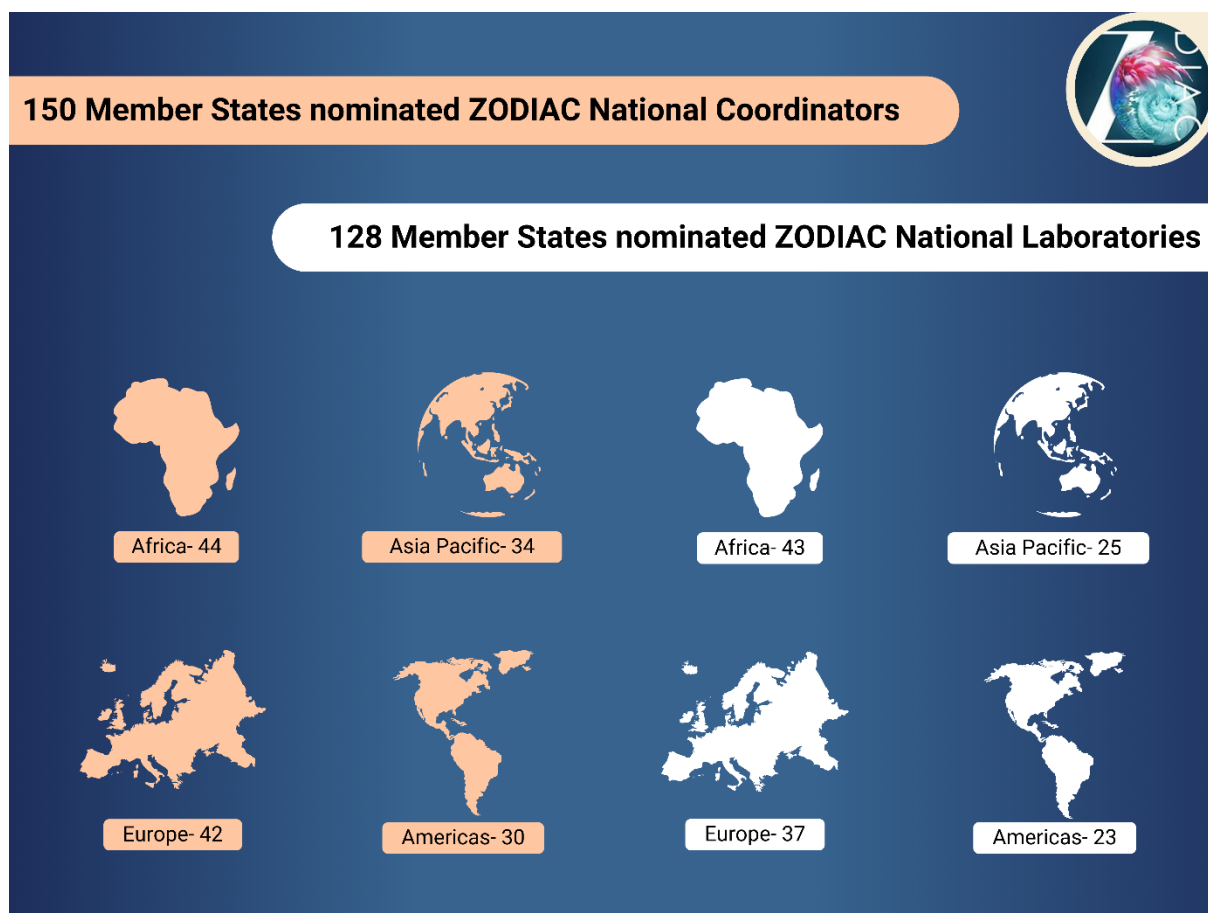 150 Member States nominated ZODIAC National Coordinators
Z
DIAC
128 Member States nominated ZODIAC National Laboratories
Africa- 44
Asia Pacific- 34
Africa- 43
Asia Pacific- 25
Europe- 42
Americas- 30
Europe- 37
Americas- 23